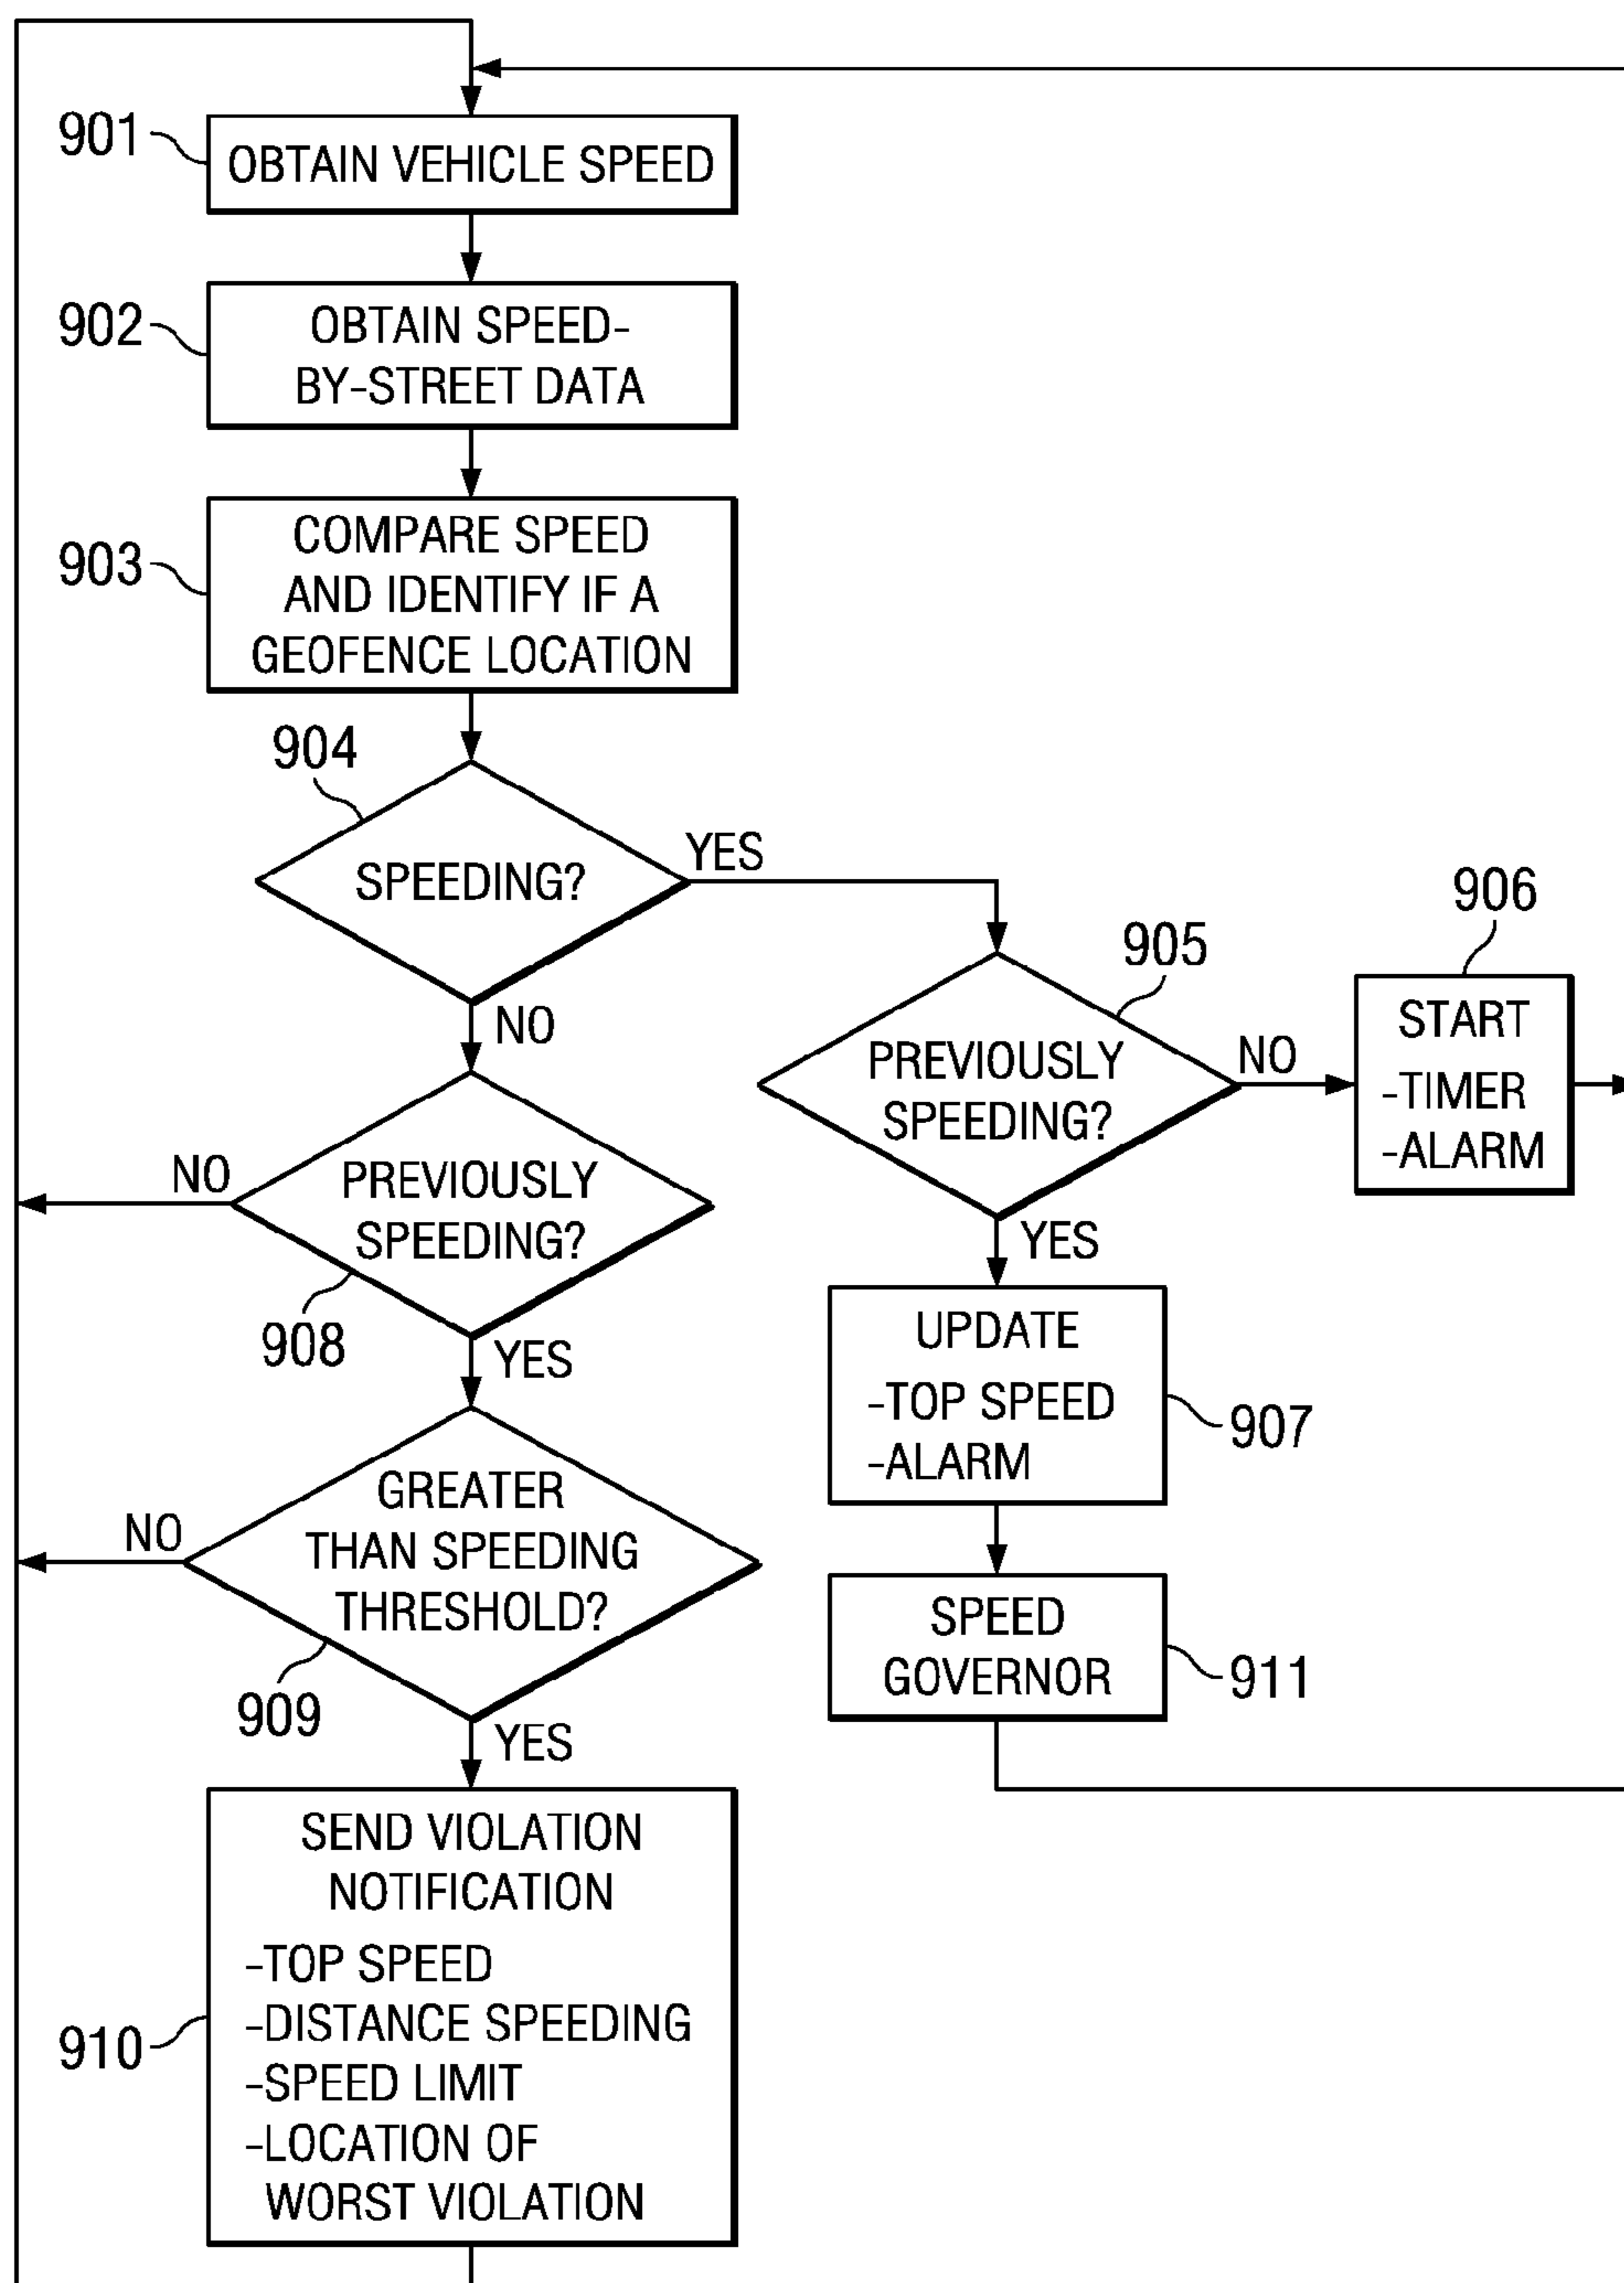 901
OBTAIN VEHICLE SPEED
902
OBTAIN SPEED-
BY-STREET DATA
903
COMPARE SPEED
AND IDENTIFY IF A
GEOFENCE LOCATION
904
SPEEDING?
YES
NO
905
PREVIOUSLY
SPEEDING?
NO
YES
906
START
-TIMER
-ALARM
UPDATE
-TOP SPEED
-ALARM
907
SPEED
GOVERNOR
911
PREVIOUSLY
SPEEDING?
NO
908
YES
GREATER
THAN SPEEDING
THRESHOLD?
NO
909
YES
910
SEND VIOLATION
NOTIFICATION
-TOP SPEED
-DISTANCE SPEEDING
-SPEED LIMIT
-LOCATION OF
WORST VIOLATION